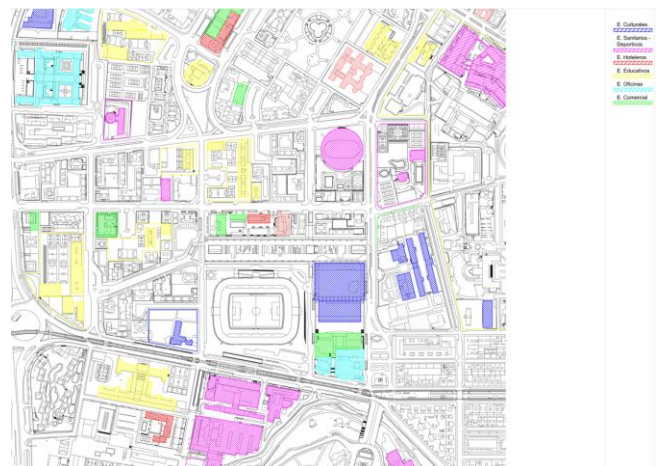 E. Culturales
E. Sanitarios -
Deportivos
E. Hoteleros
E. Educativos
E. Oficinas
E. Comercial